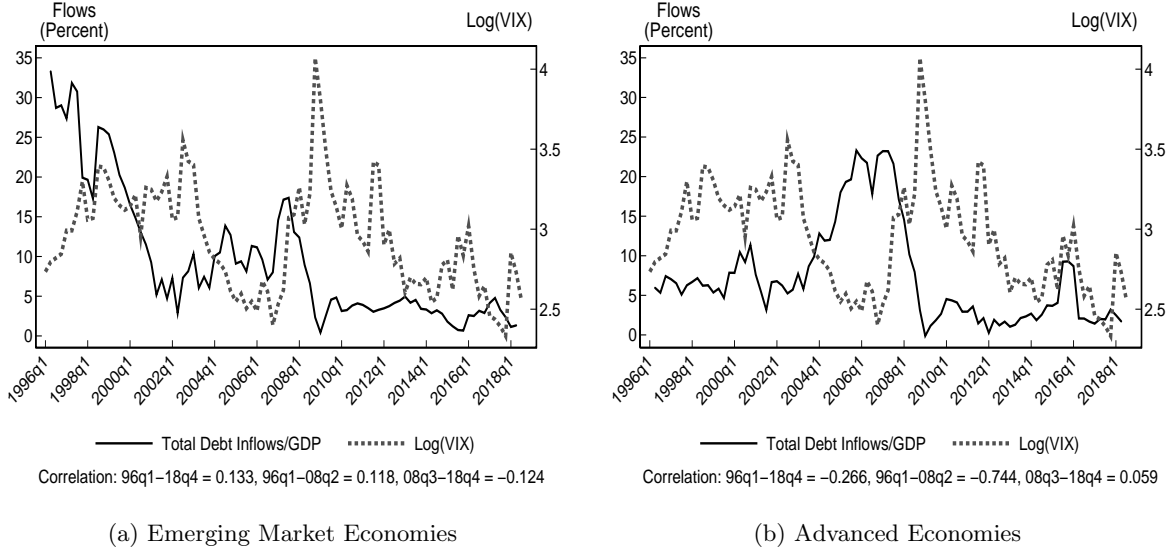 Flows
(Percent)
Log(VIX)
35
30
25
20
15
10
5
0
4
3.5
3
2.5
1996q1
1998q1
2000q1
2002q1
2004q1
2006q1
2008q1
2010q1
2012q1
2014q1
2016q1
2018q1
Total Debt Inflows/GDP
Log(VIX)
Correlation: 96q1−18q4 = 0.133, 96q1−08q2 = 0.118, 08q3−18q4 = −0.124
(a) Emerging Market Economies
Flows
(Percent)
Log(VIX)
35
30
25
20
15
10
5
0
4
3.5
3
2.5
1996q1
1998q1
2000q1
2002q1
2004q1
2006q1
2008q1
2010q1
2012q1
2014q1
2016q1
2018q1
Total Debt Inflows/GDP
Log(VIX)
Correlation: 96q1−18q4 = −0.266, 96q1−08q2 = −0.744, 08q3−18q4 = 0.059
(b) Advanced Economies